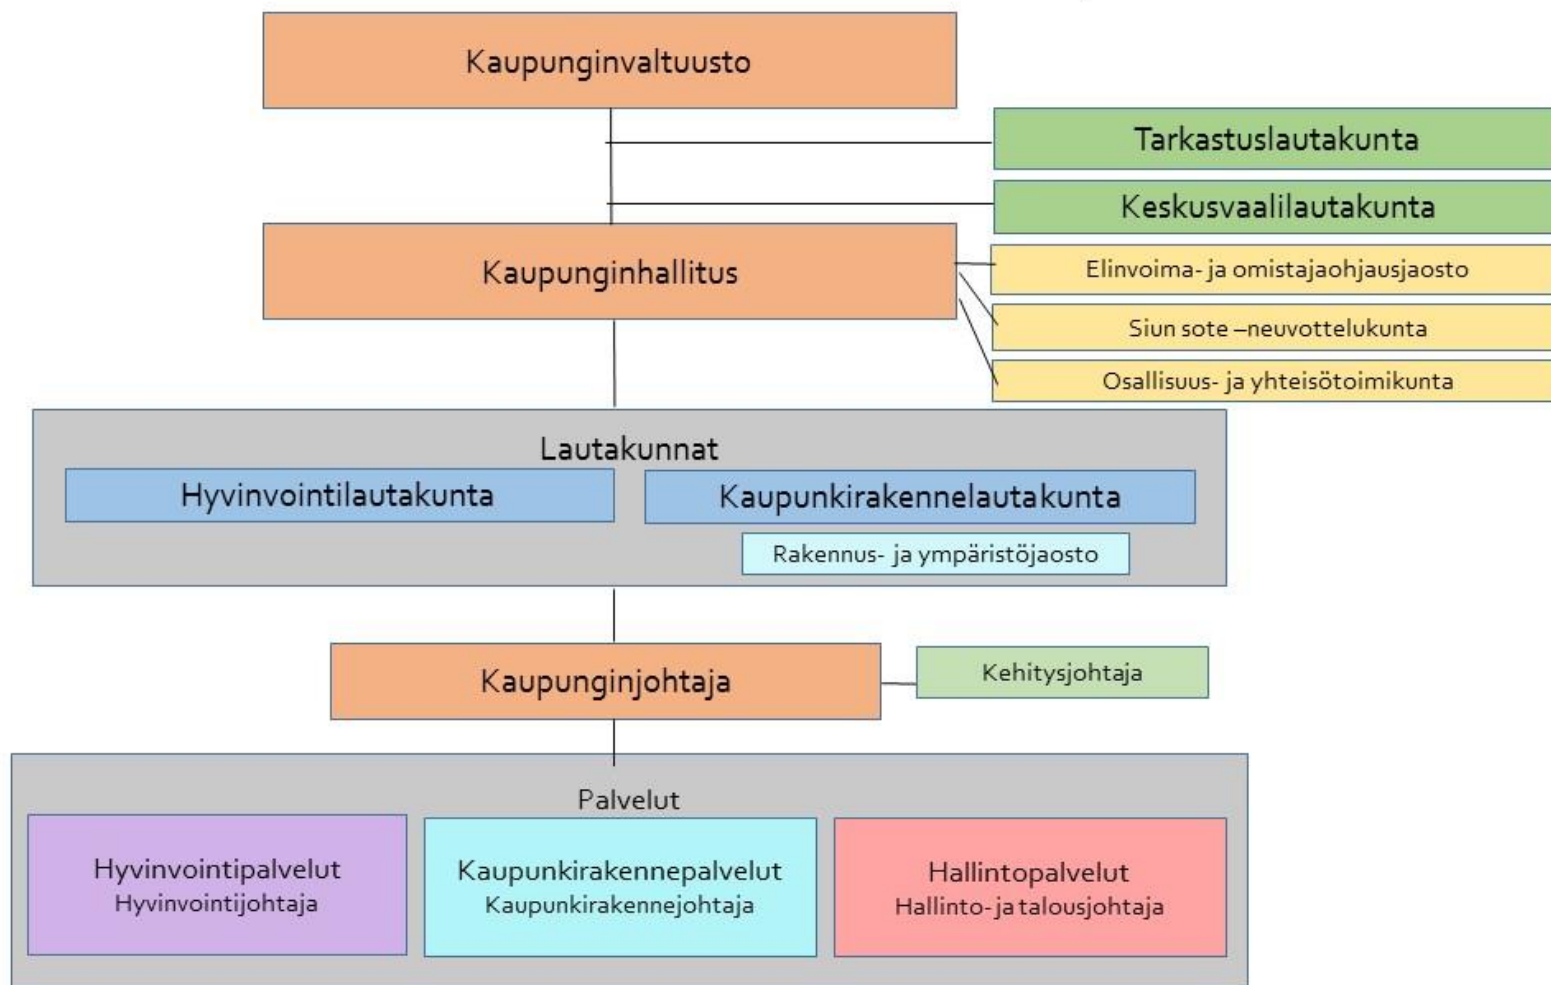 Kaupunginvaltuusto
Tarkastuslautakunta
Keskusvaalilautakunta
Kaupunginhallitus
Elinvoima- ja omistajaohjausjaosto
Siun sote –neuvottelukunta
Osallisuus- ja yhteisötoimikunta
Lautakunnat
Hyvinvointilautakunta
Kaupunkirakennelautakunta
Rakennus- ja ympäristöjaosto
Kaupunginjohtaja
Kehitysjohtaja
Palvelut
Hyvinvointipalvelut
Hyvinvointijohtaja
Kaupunkirakennepalvelut
Kaupunkirakennejohtaja
Hallintopalvelut
Hallinto- ja talousjohtaja